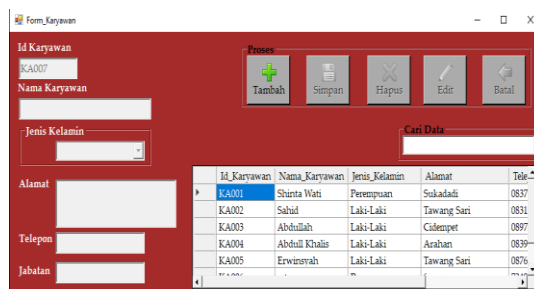 Form_Karyawan
Id Karyawan
KA007
Nama Karyawan
Jenis Kelamin
Alamat
Telepon
Jabatan
Proses
Tambah Simpan Hapus Edit Batal
Cari Data
Id_Karyawan Nama_Karyawan Jenis_Kelamin Alamat Tele
KA001 Shinta Wati Perempuan Sukadadi 0837
KA002 Sahid Laki-Laki Tawang Sari 0831
KA003 Abdullah Laki-Laki Cidempet 0897
KA004 Abdull Khalis Laki-Laki Arahan 0839
KA005 Erwinsyah Laki-Laki Tawang Sari 0876